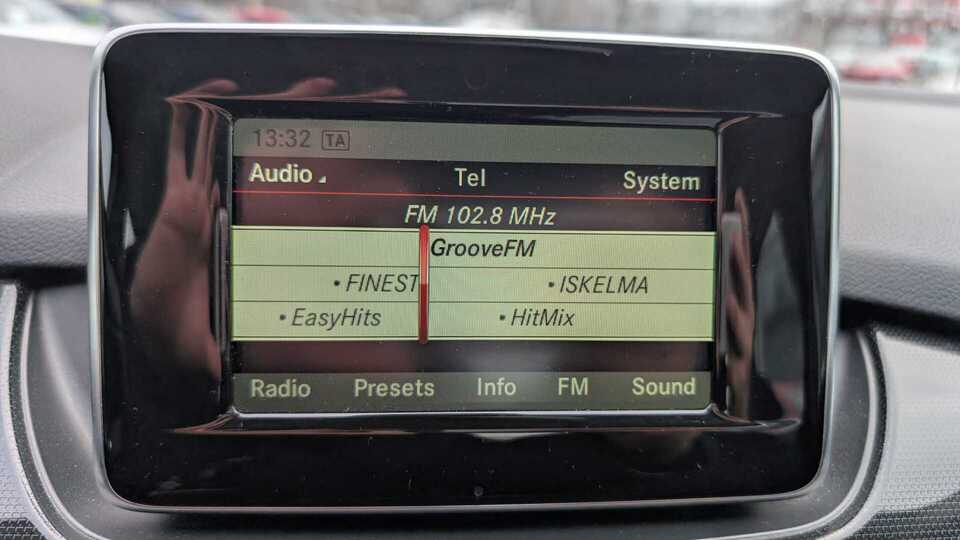 13:32 TA
Audio Tel System
FM 102.8 MHz
GrooveFM
• FINEST • ISKELMA
• EasyHits • HitMix
Radio Presets Info FM Sound